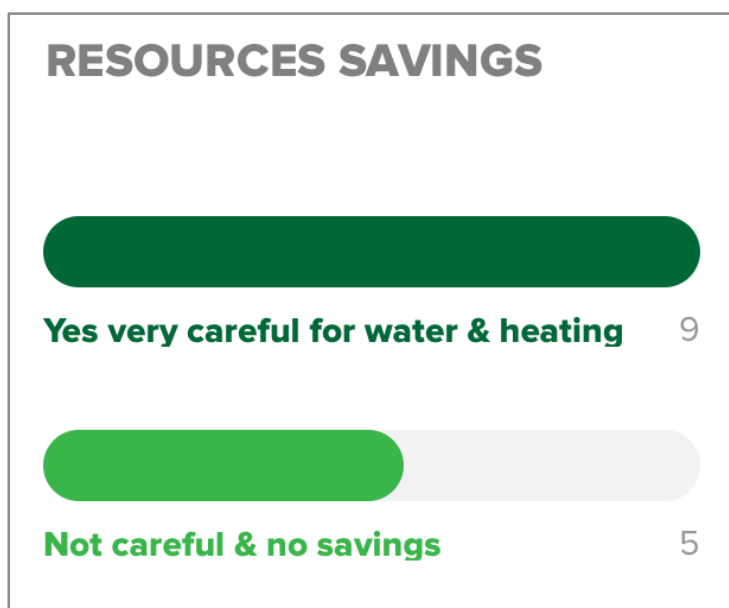 RESOURCES SAVINGS
Yes very careful for water & heating 9
Not careful & no savings 5